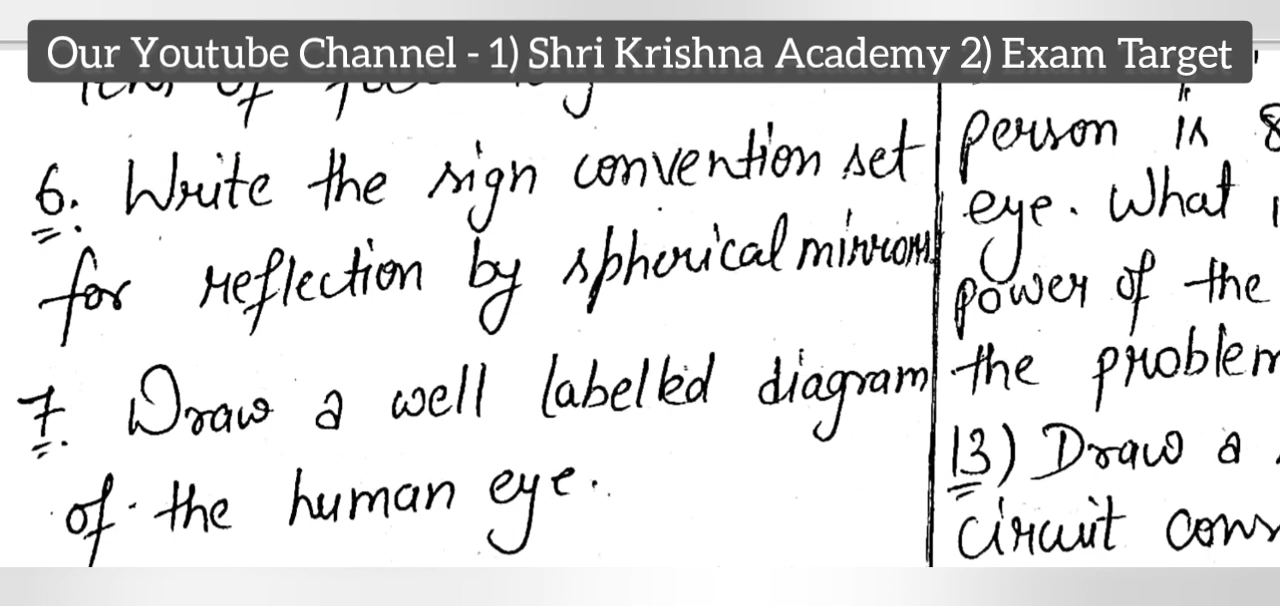 Our Youtube Channel - 1) Shri Krishna Academy 2) Exam Target
6. Write the sign convention set
for reflection by spherical mirrors.
7. Draw a well labelled diagram
of the human eye.
person is 8
eye. What
power of the
the problem
13) Draw a
circuit cons